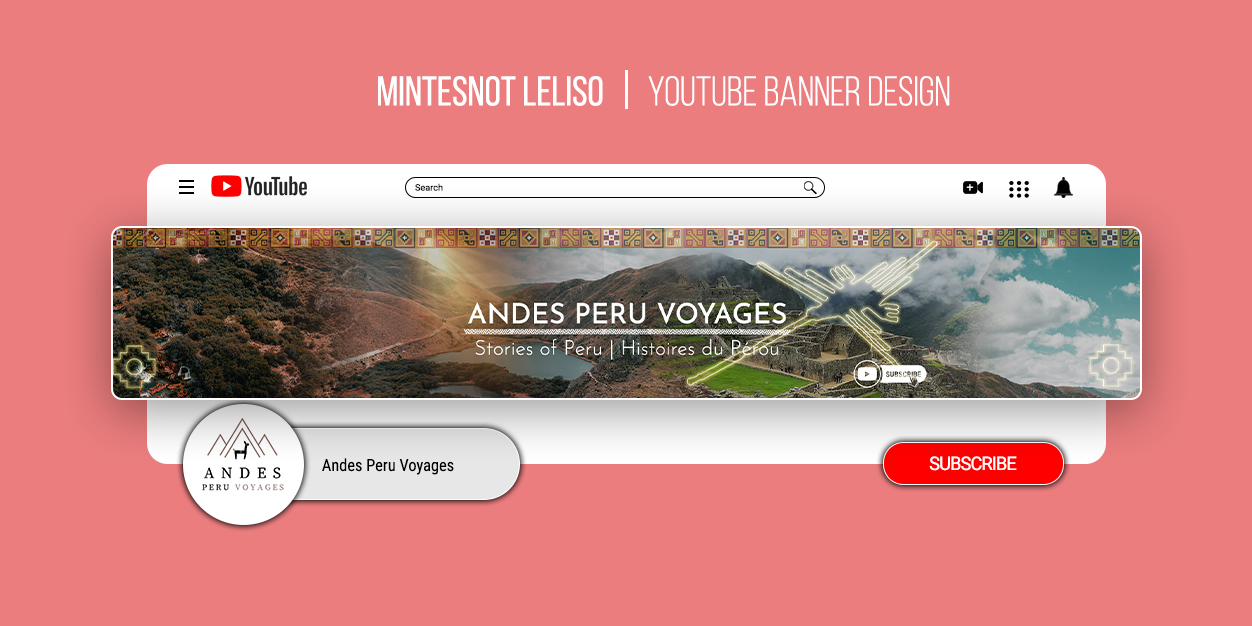 MINTESNOT LELISO | YOUTUBE BANNER DESIGN
YouTube
Search
ANDES PERU VOYAGES
Stories of Peru | Histoires du Pérou
SUBSCRIBE
ANDES
PERU VOYAGES
Andes Peru Voyages
SUBSCRIBE